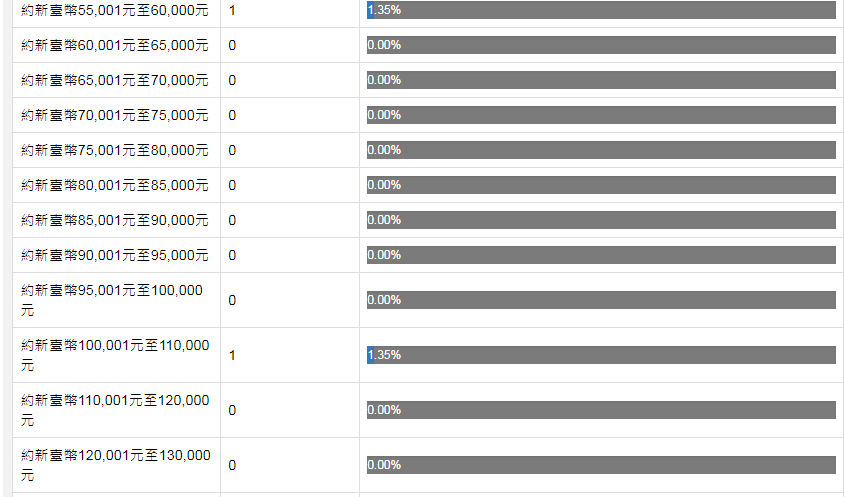 約新臺幣55,001元至60,000元 1 1.35%
約新臺幣60,001元至65,000元 0 0.00%
約新臺幣65,001元至70,000元 0 0.00%
約新臺幣70,001元至75,000元 0 0.00%
約新臺幣75,001元至80,000元 0 0.00%
約新臺幣80,001元至85,000元 0 0.00%
約新臺幣85,001元至90,000元 0 0.00%
約新臺幣90,001元至95,000元 0 0.00%
約新臺幣95,001元至100,000
元 0 0.00%
約新臺幣100,001元至110,000
元 1 1.35%
約新臺幣110,001元至120,000
元 0 0.00%
約新臺幣120,001元至130,000
元 0 0.00%